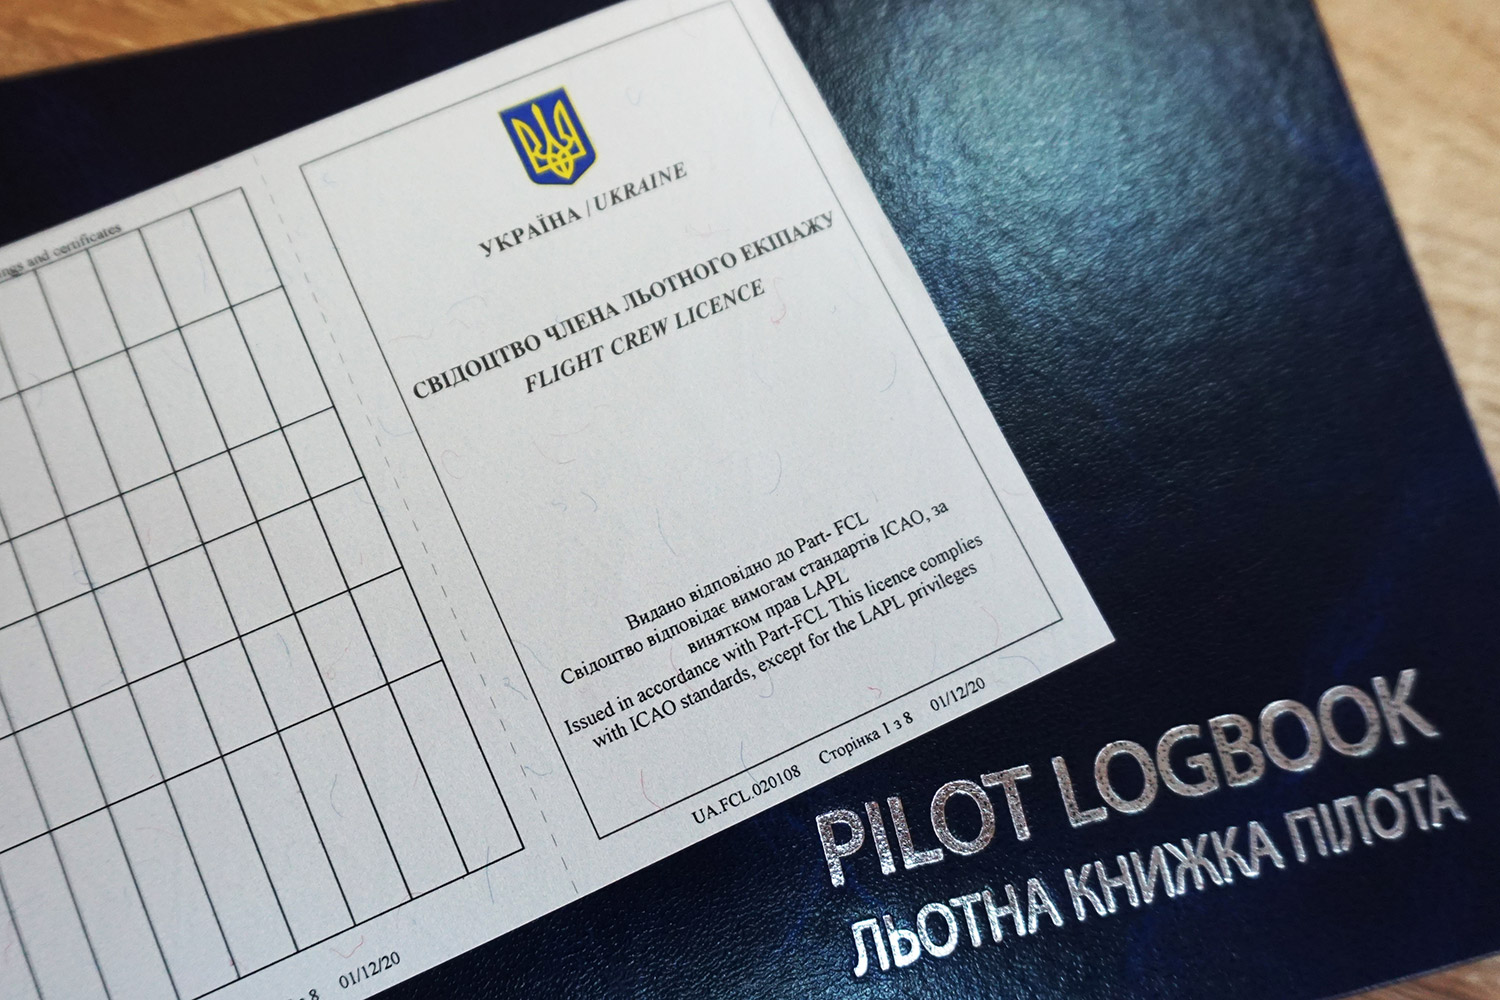 and certificates
УКРАЇНА / UKRAINE
СВІДОЦТВО ЧЛЕНА ЛЬОТНОГО ЕКІПАЖУ
FLIGHT CREW LICENCE
Видано відповідно до Part- FCL
Свідоцтво відповідає вимогам стандартів ICAO, за
винятком прав LAPL
Issued in accordance with Part-FCL This licence complies
with ICAO standards, except for the LAPL privileges
UA.FCL.020108 Сторінка 1 з 8 01/12/20
8 01/12/20
PILOT LOGBOOK
ЛЬОТНА КНИЖКА ПІЛОТА